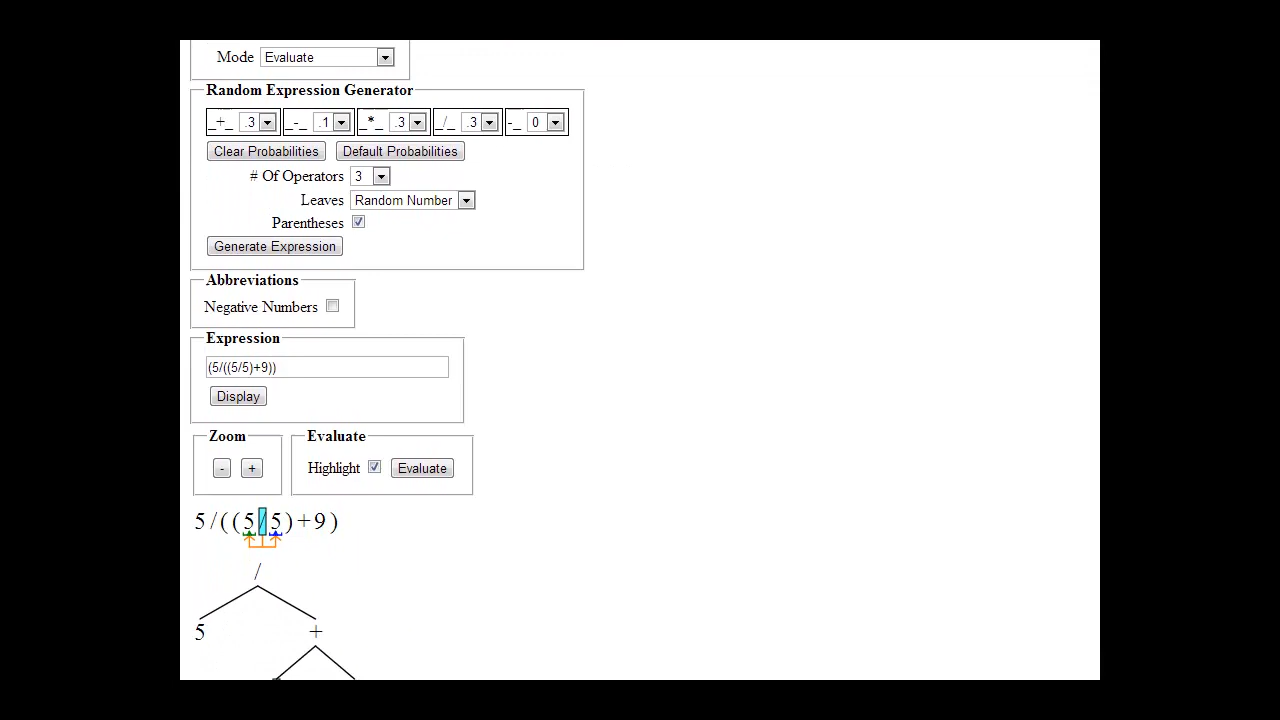 Mode Evaluate
Random Expression Generator
_+_ .3 _-_ .1 _*_ .3 _/_ .3 -_ 0
Clear Probabilities Default Probabilities
# Of Operators 3
Leaves Random Number
Parentheses
Generate Expression
Abbreviations
Negative Numbers
Expression
(5/((5/5)+9))
Display
Zoom Evaluate
- + Highlight Evaluate
5/((5/5)+9)
/
5 +